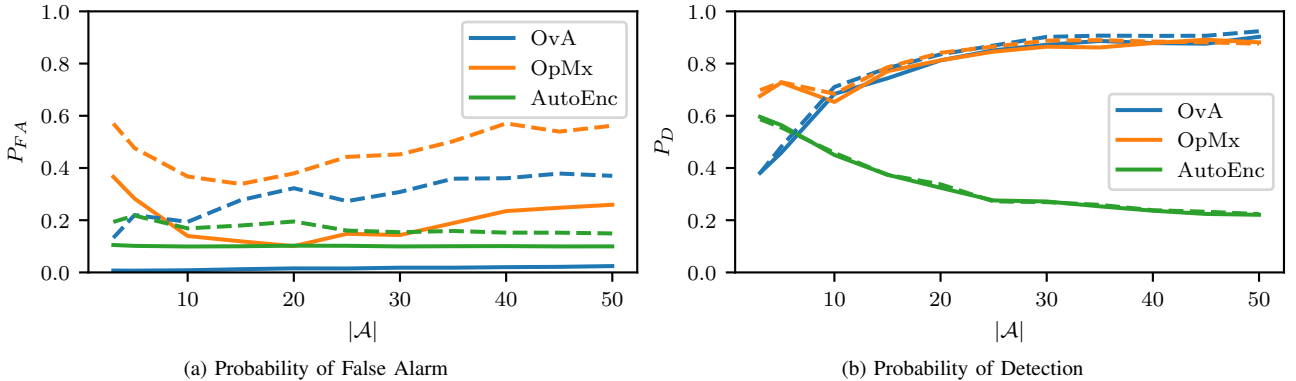 1.0
0.8
0.6
0.4
0.2
0.0
P_{FA}
OvA
OpMx
AutoEnc
10 20 30 40 50
|𝒜|
(a) Probability of False Alarm
1.0
0.8
0.6
0.4
0.2
0.0
P_D
OvA
OpMx
AutoEnc
10 20 30 40 50
|𝒜|
(b) Probability of Detection